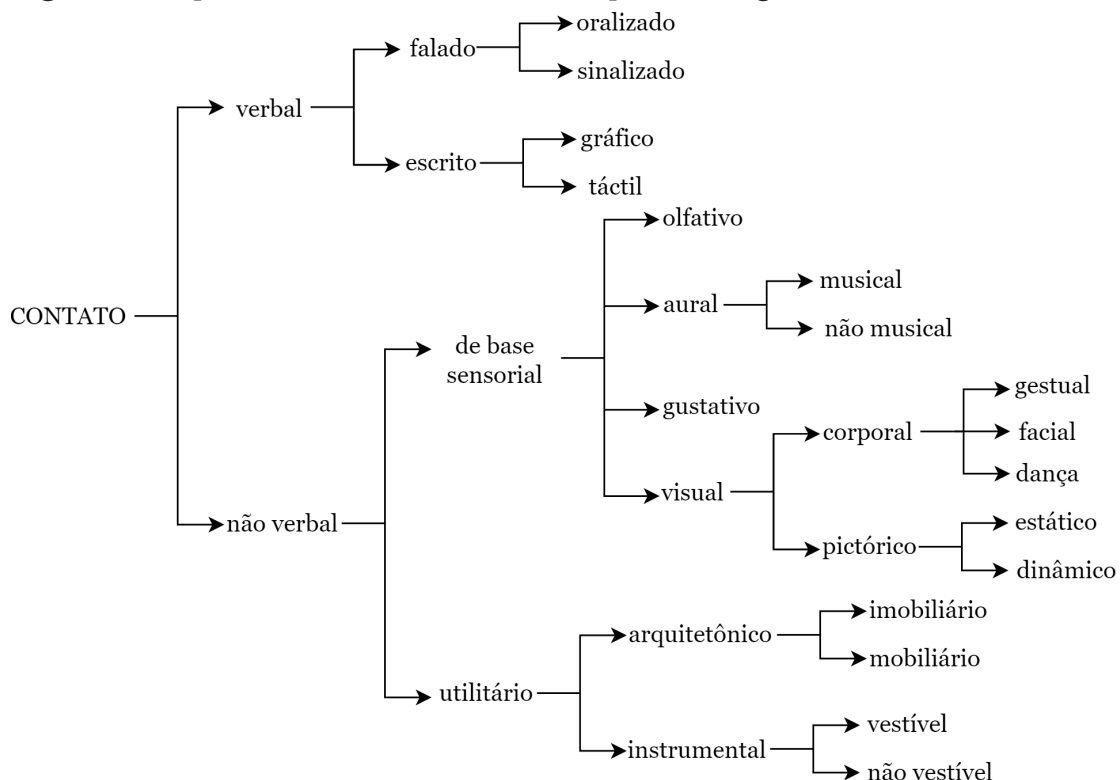 oralizado
falado
sinalizado
verbal
gráfico
escrito
táctil
olfativo
musical
aural
não musical
CONTATO
de base
sensorial
gestual
gustativo
corporal
facial
dança
visual
não verbal
estático
pictórico
dinâmico
imobiliário
arquitetônico
mobiliário
utilitário
vestível
instrumental
não vestível